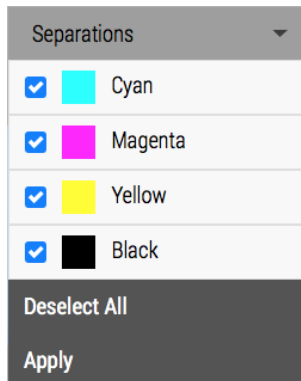 Separations
Cyan
Magenta
Yellow
Black
Deselect All
Apply